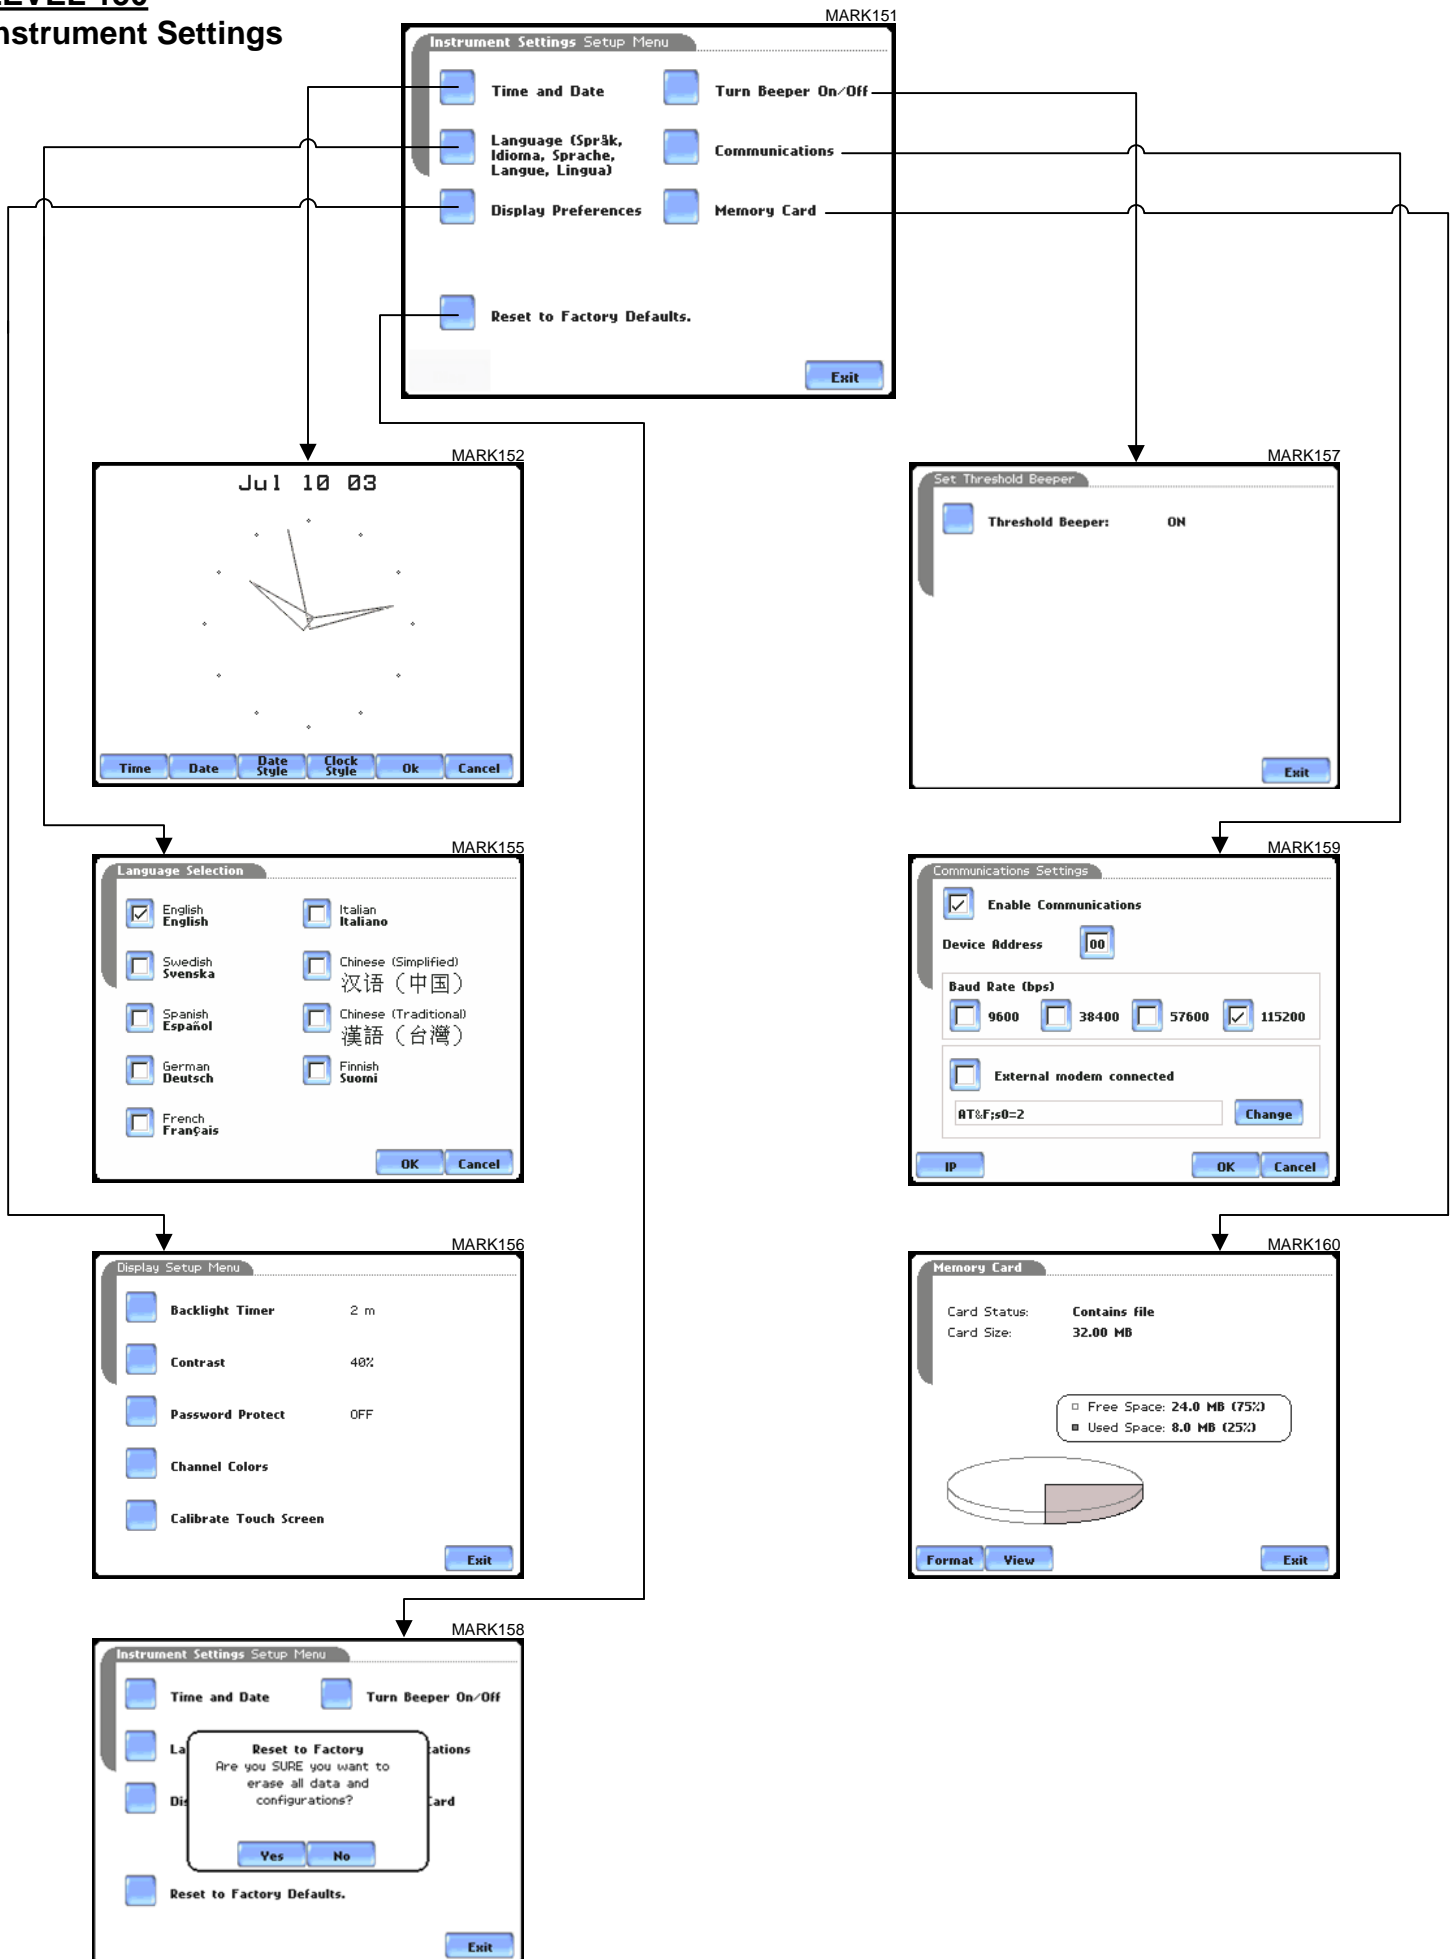 LEVEL 150
Instrument Settings
MARK151
Instrument Settings Setup Menu
Time and Date
Turn Beeper On/Off
Language (Språk,
Idioma, Sprache,
Langue, Lingua)
Communications
Display Preferences
Memory Card
Reset to Factory Defaults.
Exit
MARK152
Jul 10 03
Time
Date
Date
Style
Clock
Style
Ok
Cancel
MARK157
Set Threshold Beeper
Threshold Beeper: ON
Exit
MARK155
Language Selection
English
English
Italian
Italiano
Swedish
Svenska
Chinese (Simplified)
汉语（中国）
Spanish
Español
Chinese (Traditional)
漢語（台灣）
German
Deutsch
Finnish
Suomi
French
Français
OK
Cancel
MARK159
Communications Settings
Enable Communications
Device Address 00
Baud Rate (bps)
9600 38400 57600 115200
External modem connected
AT&F;s0=2
Change
IP
OK
Cancel
MARK156
Display Setup Menu
Backlight Timer 2 m
Contrast 40%
Password Protect OFF
Channel Colors
Calibrate Touch Screen
Exit
MARK160
Memory Card
Card Status: Contains file
Card Size: 32.00 MB
Free Space: 24.0 MB (75%)
Used Space: 8.0 MB (25%)
Format
View
Exit
MARK158
Instrument Settings Setup Menu
Time and Date
Turn Beeper On/Off
La
cations
Dis
Card
Reset to Factory
Are you SURE you want to
erase all data and
configurations?
Yes
No
Reset to Factory Defaults.
Exit